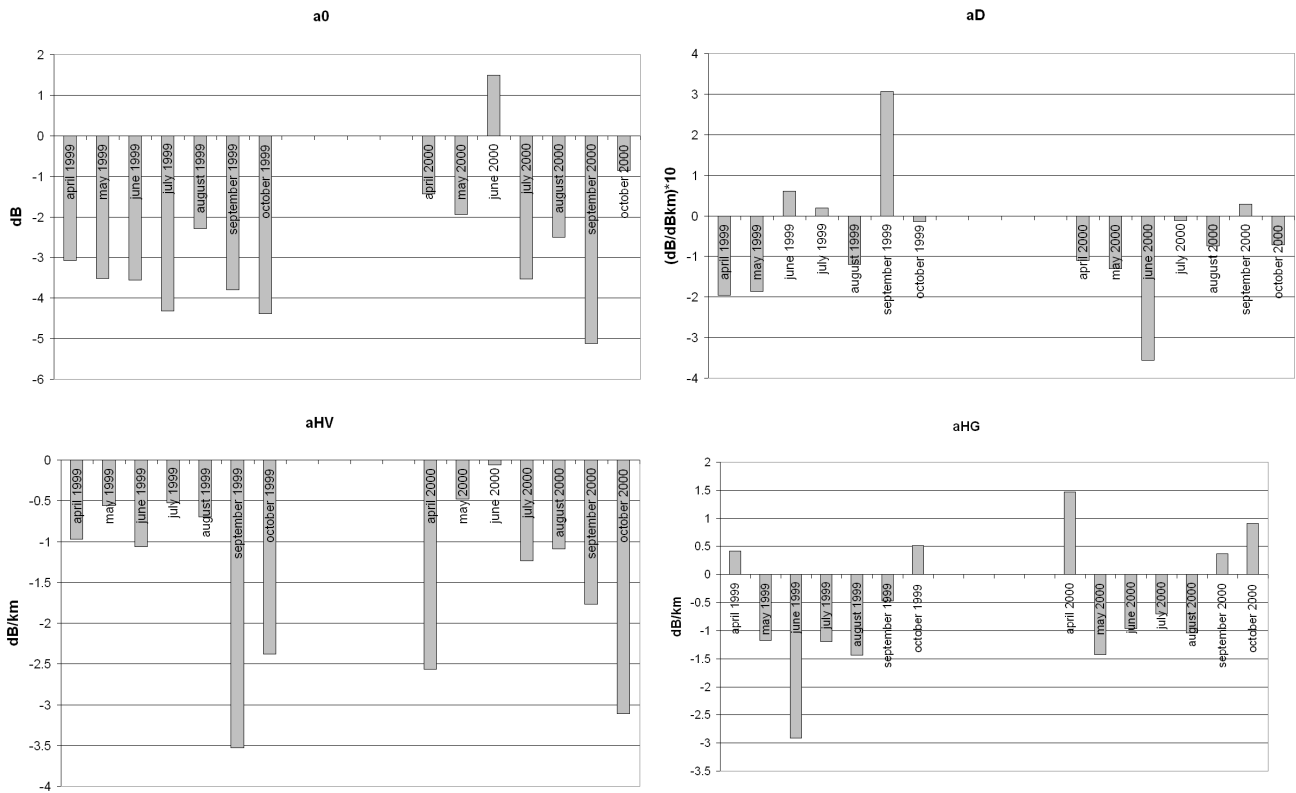 a0
2
1
0
-1
-2
-3
-4
-5
-6
dB
april 1999
may 1999
june 1999
july 1999
august 1999
september 1999
october 1999
april 2000
may 2000
june 2000
july 2000
august 2000
september 2000
october 2000
aD
4
3
2
1
0
-1
-2
-3
-4
(dB/dBkm)*10
april 1999
may 1999
june 1999
july 1999
august 1999
september 1999
october 1999
april 2000
may 2000
june 2000
july 2000
august 2000
september 2000
october 2000
aHV
0
-0.5
-1
-1.5
-2
-2.5
-3
-3.5
-4
dB/km
april 1999
may 1999
june 1999
july 1999
august 1999
september 1999
october 1999
april 2000
may 2000
june 2000
july 2000
august 2000
september 2000
october 2000
aHG
2
1.5
1
0.5
0
-0.5
-1
-1.5
-2
-2.5
-3
-3.5
dB/km
april 1999
may 1999
june 1999
july 1999
august 1999
september 1999
october 1999
april 2000
may 2000
june 2000
july 2000
august 2000
september 2000
october 2000